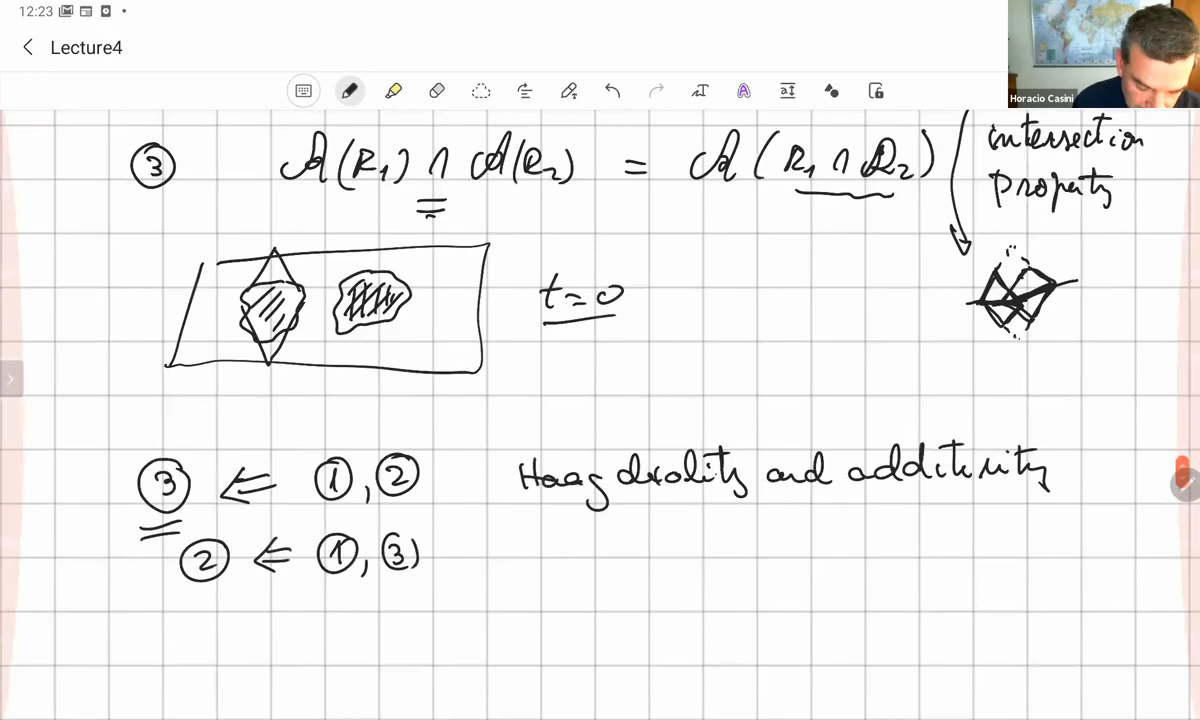 12:23
Lecture4
Horacio Casini
③ A(R₁) ∩ A(R₂) = A(R₁ ∩ R₂)
intersection
property
t=0
③ ⇐ ①, ② Haag duality and additivity
② ⇐ ①, ③